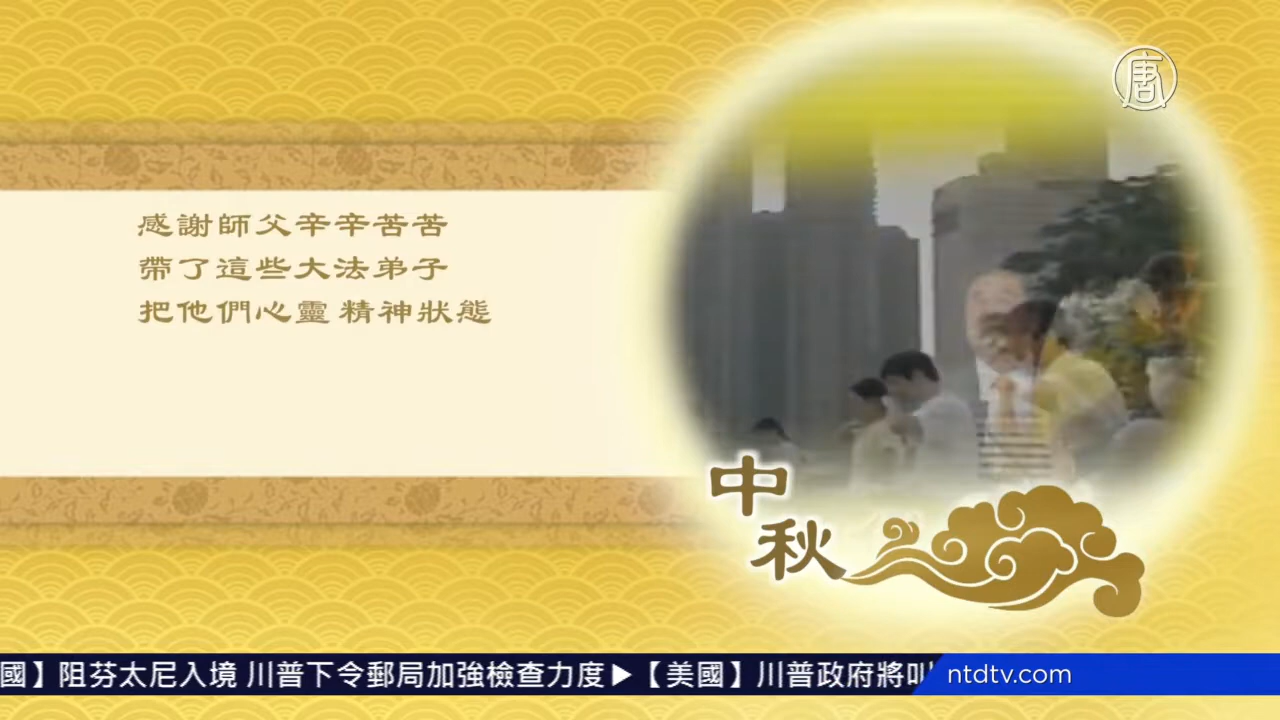 唐
感謝師父辛辛苦苦
帶了這些大法弟子
把他們心靈 精神狀態
中
秋
國】阻芬太尼入境 川普下令郵局加強檢查力度▶【美國】川普政府將叫
ntdtv.com